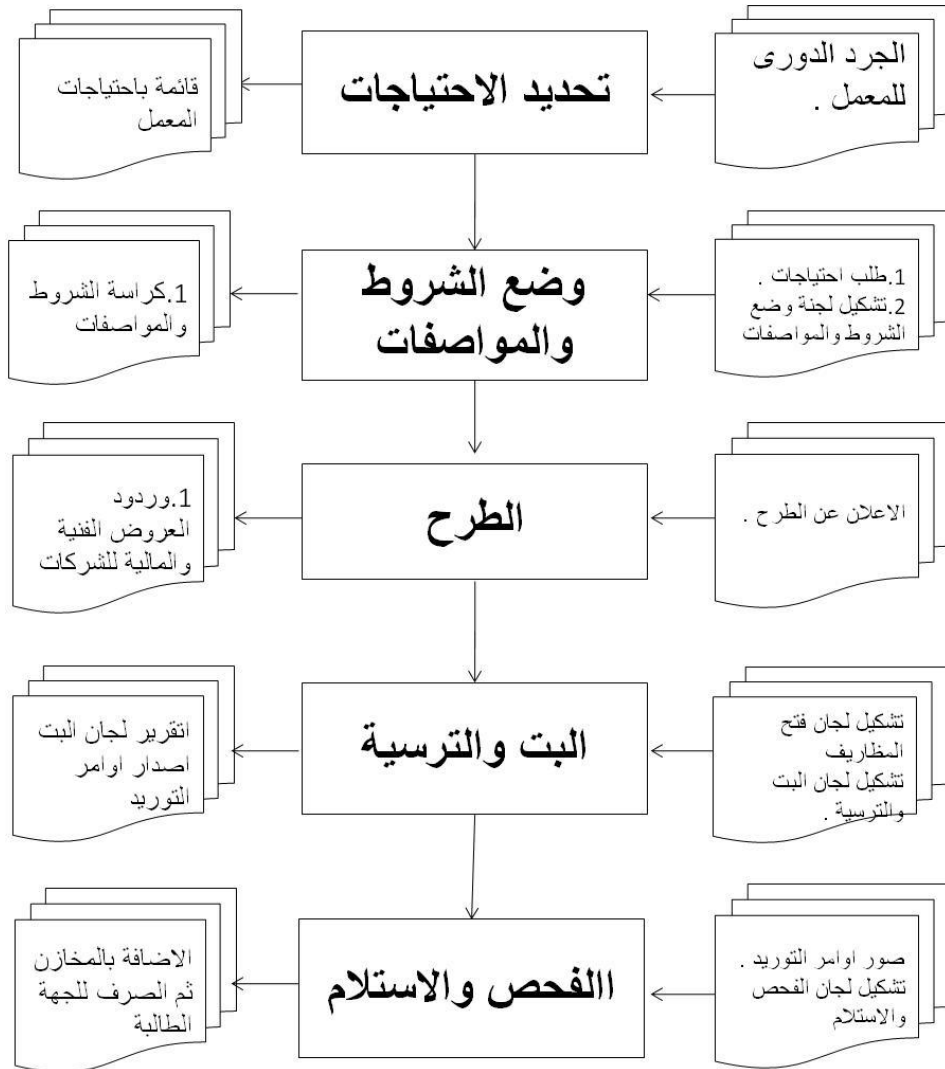 الجرد الدورى
للمعمل .
تحديد الاحتياجات
قائمة باحتياجات
المعمل
1.طلب احتياجات .
2.تشكيل لجنة وضع
الشروط والمواصفات
وضع الشروط
والمواصفات
1.كراسة الشروط
والمواصفات
الاعلان عن الطرح .
الطرح
1.وردود
العروض الفنية
والمالية للشركات
تشكيل لجان فتح
المظاريف
تشكيل لجان البت
والترسية .
البت والترسية
اتقرير لجان البت
اصدار اوامر
التوريد
صور اوامر التوريد .
تشكيل لجان الفحص
والاستلام
االفحص والاستلام
الاضافة بالمخازن
ثم الصرف للجهة
الطالبة